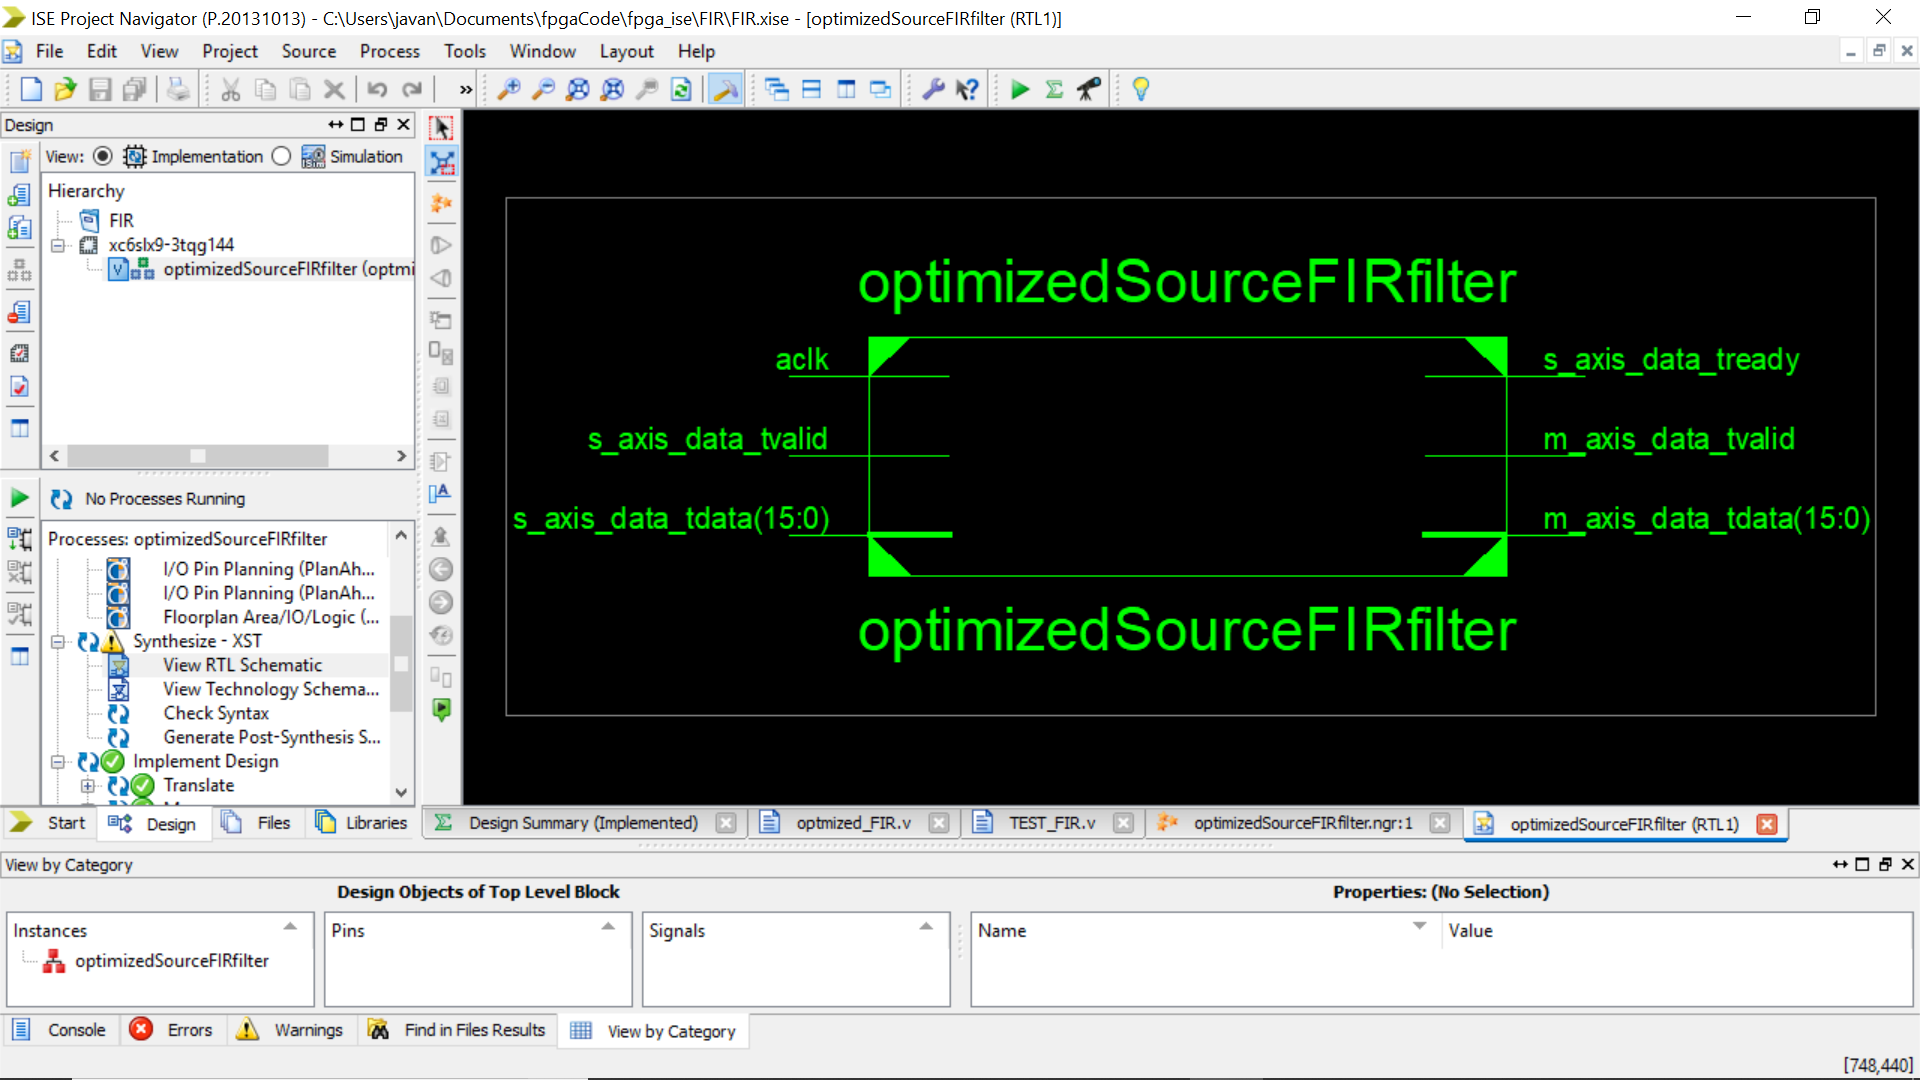 ISE Project Navigator (P.20131013) - C:\Users\javan\Documents\fpgaCode\fpga_ise\FIR\FIR.xise - [optimizedSourceFIRfilter (RTL1)]
File Edit View Project Source Process Tools Window Layout Help
»
Design
View: Implementation Simulation
Hierarchy
FIR
xc6slx9-3tqg144
optimizedSourceFIRfilter (optmi
No Processes Running
Processes: optimizedSourceFIRfilter
I/O Pin Planning (PlanAh...
I/O Pin Planning (PlanAh...
Floorplan Area/IO/Logic (...
Synthesize - XST
View RTL Schematic
View Technology Schema...
Check Syntax
Generate Post-Synthesis S...
Implement Design
Translate
Start Design Files Libraries
optimizedSourceFIRfilter
aclk
s_axis_data_tready
s_axis_data_tvalid
m_axis_data_tvalid
s_axis_data_tdata(15:0)
m_axis_data_tdata(15:0)
optimizedSourceFIRfilter
Design Summary (Implemented) optmized_FIR.v TEST_FIR.v optimizedSourceFIRfilter.ngr:1 optimizedSourceFIRfilter (RTL1)
View by Category
Design Objects of Top Level Block
Properties: (No Selection)
Instances Pins Signals Name Value
optimizedSourceFIRfilter
Console Errors Warnings Find in Files Results View by Category
[748,440]